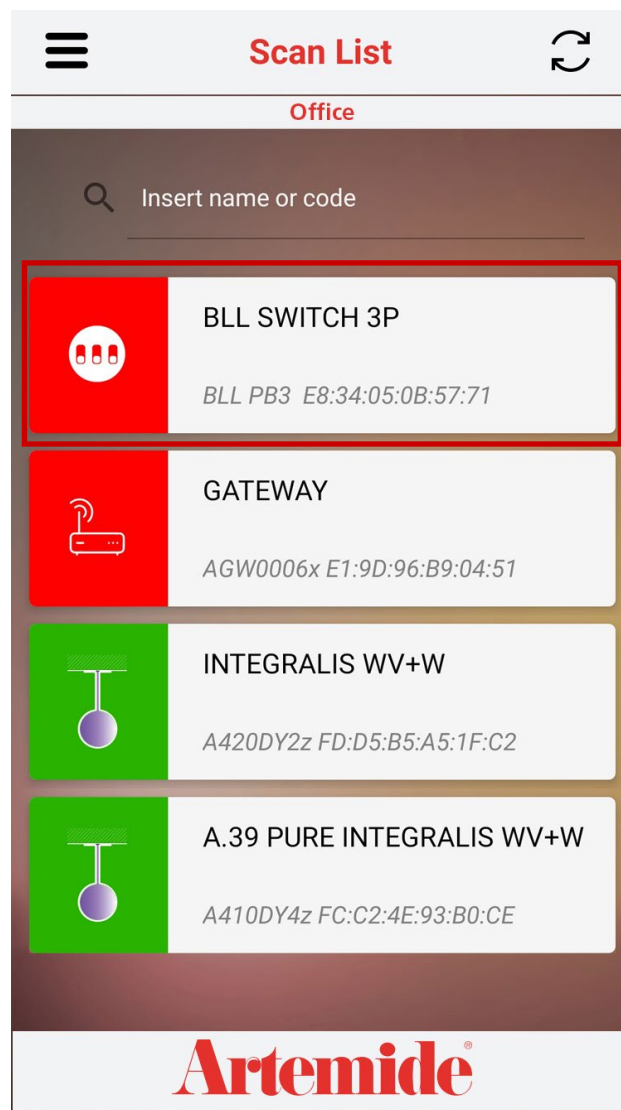 Scan List
Office
Insert name or code
BLL SWITCH 3P
BLL PB3 E8:34:05:0B:57:71
GATEWAY
AGW0006x E1:9D:96:B9:04:51
INTEGRALIS WV+W
A420DY2z FD:D5:B5:A5:1F:C2
A.39 PURE INTEGRALIS WV+W
A410DY4z FC:C2:4E:93:B0:CE
Artemide®